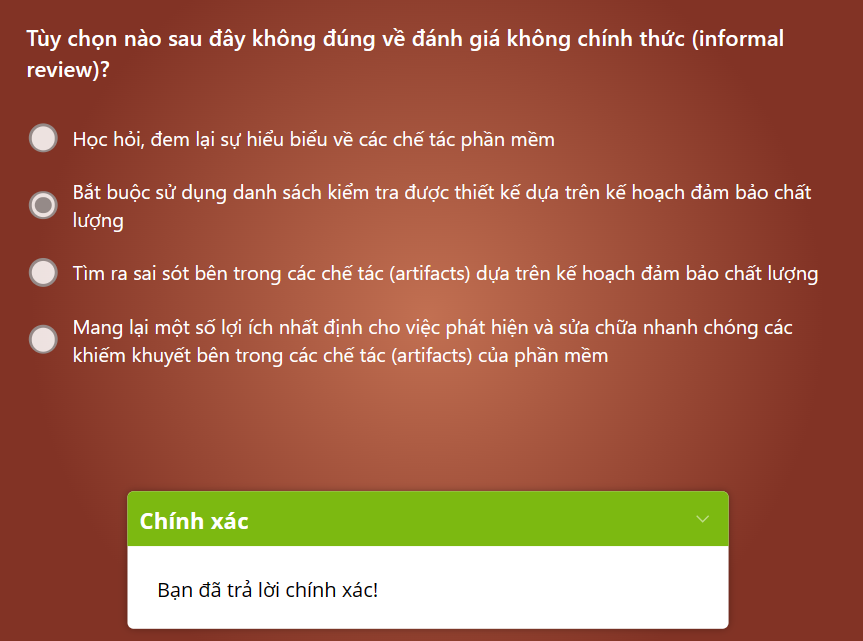 Tùy chọn nào sau đây không đúng về đánh giá không chính thức (informal
review)?
Học hỏi, đem lại sự hiểu biểu về các chế tác phần mềm
Bắt buộc sử dụng danh sách kiểm tra được thiết kế dựa trên kế hoạch đảm bảo chất
lượng
Tìm ra sai sót bên trong các chế tác (artifacts) dựa trên kế hoạch đảm bảo chất lượng
Mang lại một số lợi ích nhất định cho việc phát hiện và sửa chữa nhanh chóng các
khiếm khuyết bên trong các chế tác (artifacts) của phần mềm
Chính xác
Bạn đã trả lời chính xác!